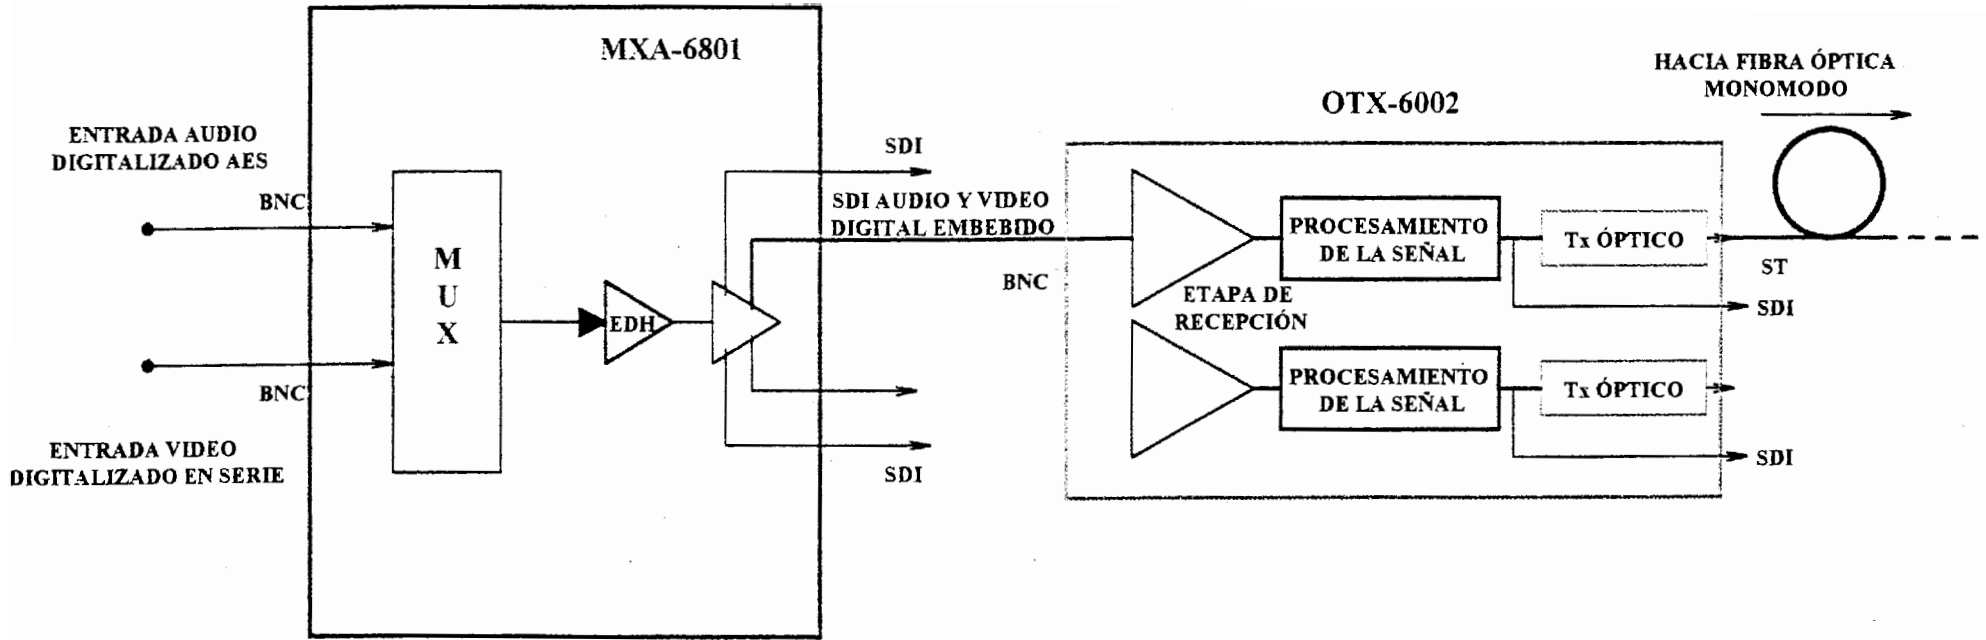 MXA-6801
ENTRADA AUDIO
DIGITALIZADO AES
BNC
M
U
X
BNC
ENTRADA VIDEO
DIGITALIZADO EN SERIE
EDH
SDI
SDI AUDIO Y VIDEO
DIGITAL EMBEBIDO
BNC
SDI
OTX-6002
ETAPA DE
RECEPCIÓN
PROCESAMIENTO
DE LA SEÑAL
Tx ÓPTICO
SDI
PROCESAMIENTO
DE LA SEÑAL
Tx ÓPTICO
SDI
HACIA FIBRA ÓPTICA
MONOMODO
ST